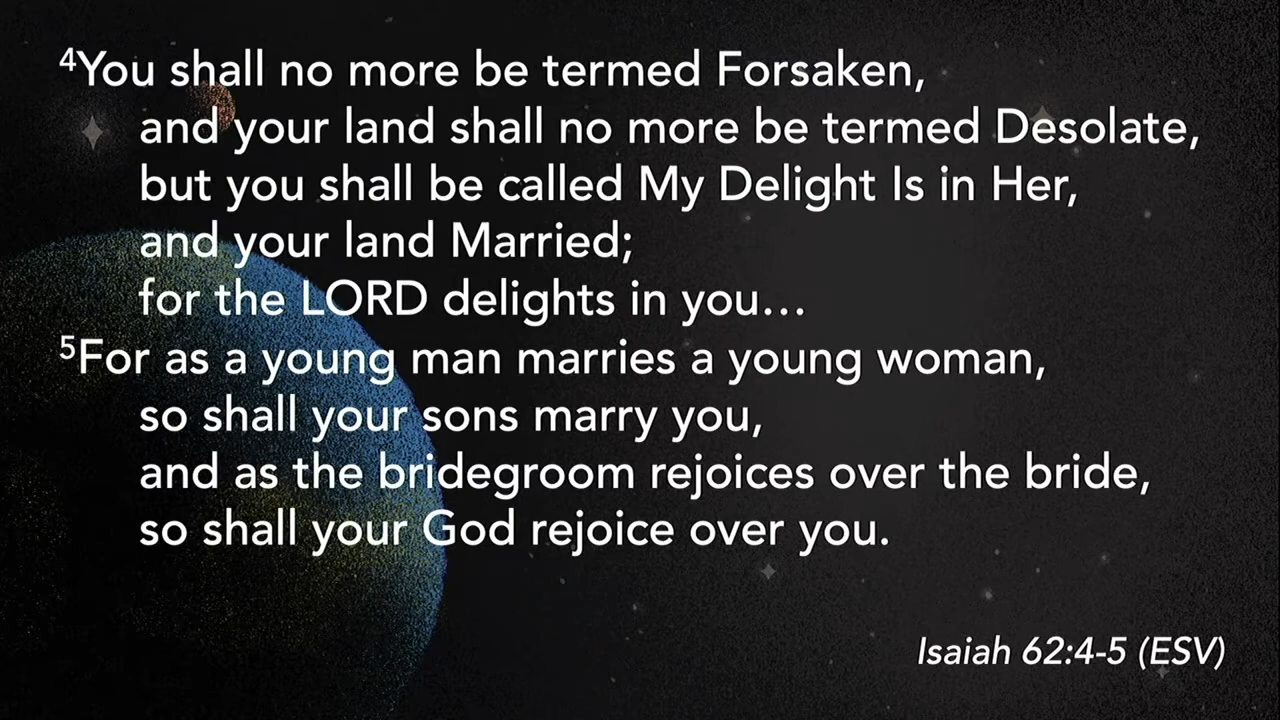 ⁴You shall no more be termed Forsaken,
and your land shall no more be termed Desolate,
but you shall be called My Delight Is in Her,
and your land Married;
for the LORD delights in you…
⁵For as a young man marries a young woman,
so shall your sons marry you,
and as the bridegroom rejoices over the bride,
so shall your God rejoice over you.
Isaiah 62:4-5 (ESV)